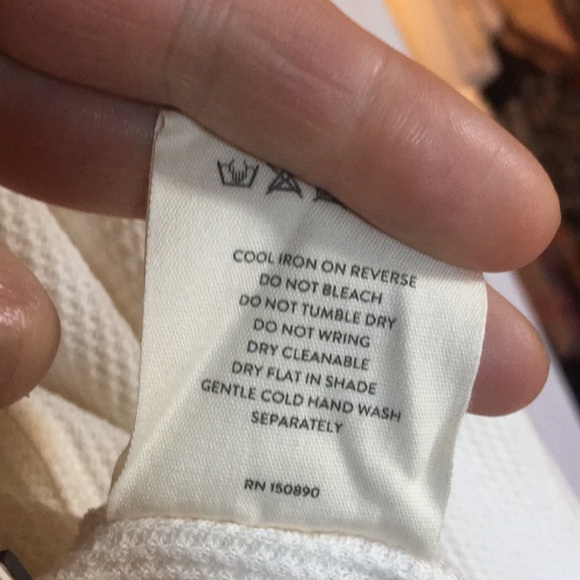 COOL IRON ON REVERSE
DO NOT BLEACH
DO NOT TUMBLE DRY
DO NOT WRING
DRY CLEANABLE
DRY FLAT IN SHADE
GENTLE COLD HAND WASH
SEPARATELY
RN 150890